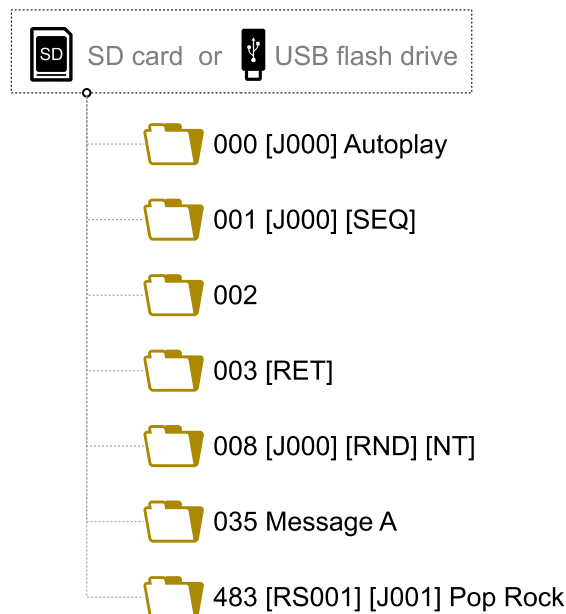 SD SD card or USB flash drive
000 [J000] Autoplay
001 [J000] [SEQ]
002
003 [RET]
008 [J000] [RND] [NT]
035 Message A
483 [RS001] [J001] Pop Rock